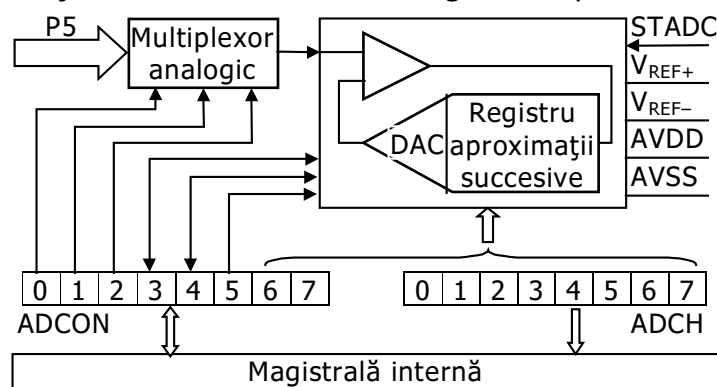 P5
Multiplexor
analogic
STADC
VREF+
VREF–
AVDD
AVSS
DAC
Registru
aproximaţii
succesive
0 1 2 3 4 5 6 7
ADCON
0 1 2 3 4 5 6 7
ADCH
Magistrală internă